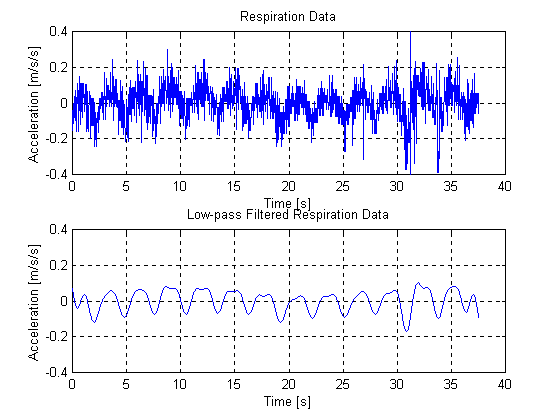 Respiration Data
0.4
0.2
0
-0.2
-0.4
Acceleration [m/s/s]
0 5 10 15 20 25 30 35 40
Time [s]
Low-pass Filtered Respiration Data
0.4
0.2
0
-0.2
-0.4
Acceleration [m/s/s]
0 5 10 15 20 25 30 35 40
Time [s]